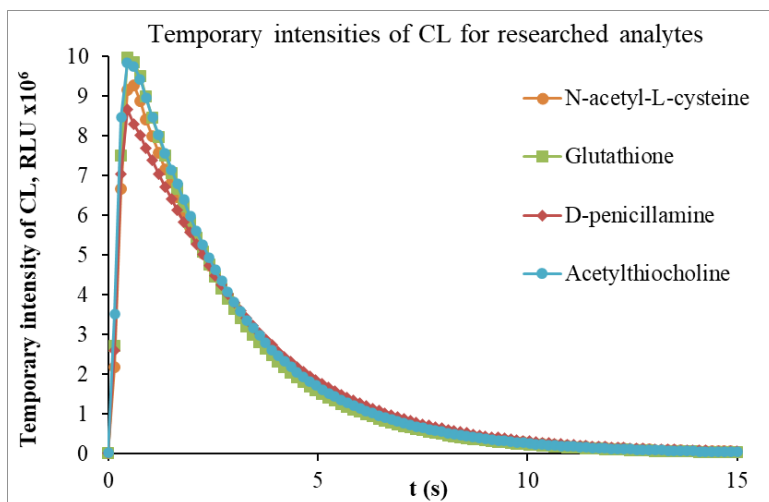 Temporary intensities of CL for researched analytes
Temporary intensity of CL, RLU x10⁶
10
9
8
7
6
5
4
3
2
1
0
N-acetyl-L-cysteine
Glutathione
D-penicillamine
Acetylthiocholine
0
5
10
15
t (s)